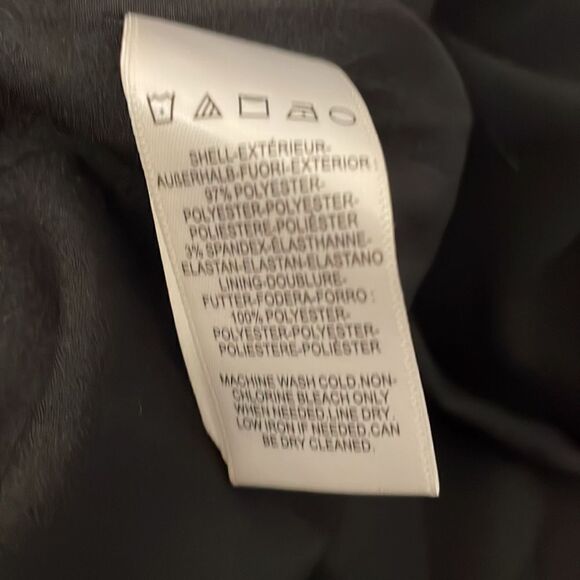 SHELL-EXTÉRIEUR-
AUßERHALB-FUORI-EXTERIOR :
97% POLYESTER-
POLYESTER-POLYESTER-
POLIESTERE-POLIÉSTER
3% SPANDEX-ÉLASTHANNE-
ELASTAN-ELASTAN-ELASTANO
LINING-DOUBLURE-
FUTTER-FODERA-FORRO :
100% POLYESTER-
POLYESTER-POLYESTER-
POLIESTERE-POLIÉSTER
MACHINE WASH COLD.NON-
CHLORINE BLEACH ONLY
WHEN NEEDED.LINE DRY.
LOW IRON IF NEEDED.CAN
BE DRY CLEANED.